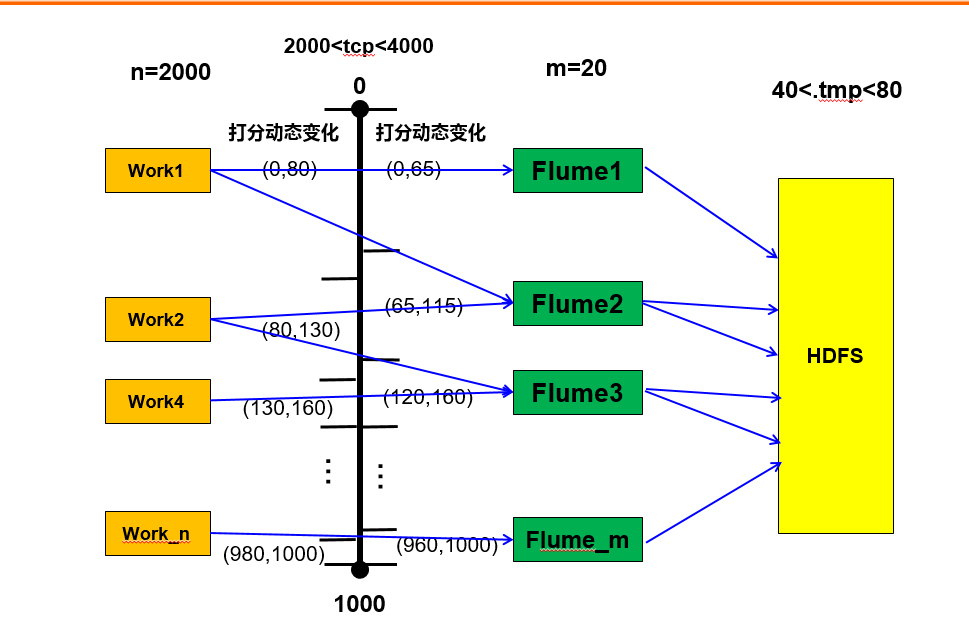 2000<tcp<4000
n=2000
m=20
40<.tmp<80
0
打分动态变化
打分动态变化
Work1
(0,80)
(0,65)
Flume1
Work2
(80,130)
(65,115)
Flume2
HDFS
Work4
(130,160)
(120,160)
Flume3
⋮
⋮
Work_n
(980,1000)
(960,1000)
Flume_m
1000